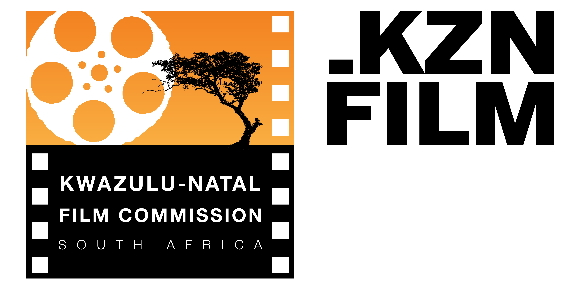 KWAZULU-NATAL
FILM COMMISSION
SOUTH AFRICA
.KZN
FILM